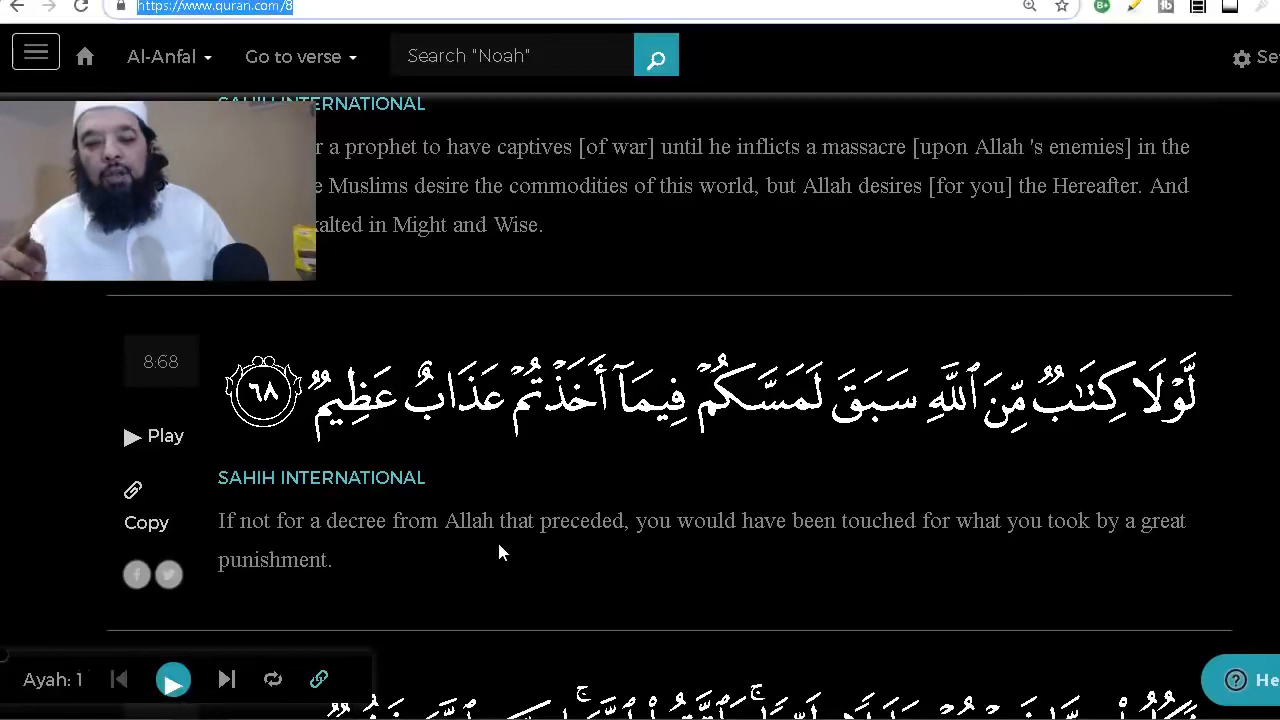 https://www.quran.com/8
Al-Anfal
Go to verse
Search "Noah"
SAHIH INTERNATIONAL
r a prophet to have captives [of war] until he inflicts a massacre [upon Allah 's enemies] in the
e Muslims desire the commodities of this world, but Allah desires [for you] the Hereafter. And
xalted in Might and Wise.
8:68
لَّوْلَا كِتَـٰبٌ مِّنَ ٱللَّهِ سَبَقَ لَمَسَّكُمْ فِيمَآ أَخَذْتُمْ عَذَابٌ عَظِيمٌ ٦٨
Play
SAHIH INTERNATIONAL
Copy
If not for a decree from Allah that preceded, you would have been touched for what you took by a great
punishment.
Ayah: 1
He